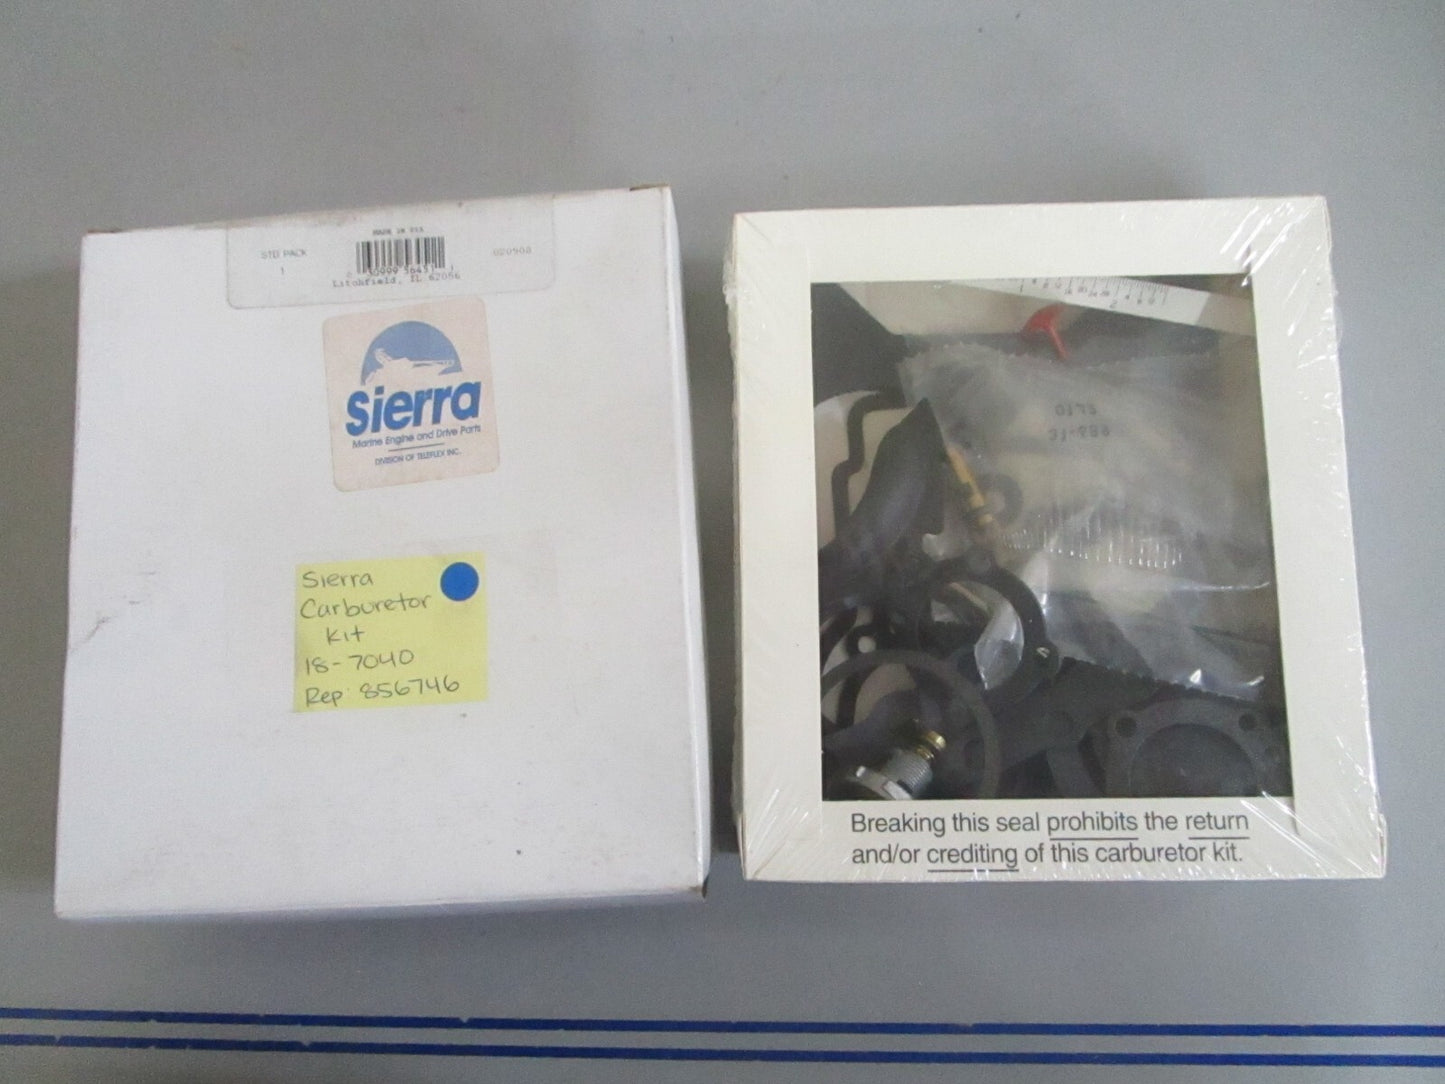 MADE IN USA
STD PACK
1
020908
Litchfield, IL 62056
Sierra
Marine Engine and Drive Parts
DIVISION OF TELEFLEX INC.
Sierra
Carburetor
Kit
18-7040
Rep: 856746
Breaking this seal prohibits the return
and/or crediting of this carburetor kit.